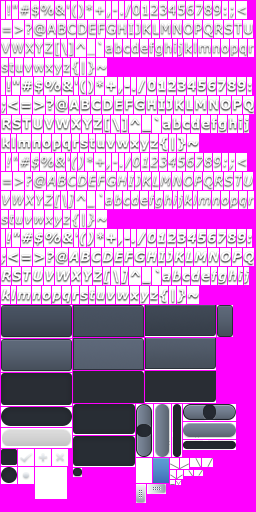 !"#$%&'()*+,-./0123456789:;<
=>?@ABCDEFGHIJKLMNOPQRSTU
VWXYZ[\]^_`abcdefghijklmnopqr
stuvwxyz{|}~
!"#$%&'()*+,-./0123456789:
;<=>?@ABCDEFGHIJKLMNOPQ
RSTUVWXYZ[\]^_`abcdefghij
klmnopqrstuvwxyz{|}~
!"#$%&'()*+,-./0123456789:;<
=>?@ABCDEFGHIJKLMNOPQRSTU
VWXYZ[\]^_`abcdefghijklmnopqr
stuvwxyz{|}~
!"#$%&'()*+,-./0123456789:
;<=>?@ABCDEFGHIJKLMNOPQ
RSTUVWXYZ[\]^_`abcdefghij
klmnopqrstuvwxyz{|}~